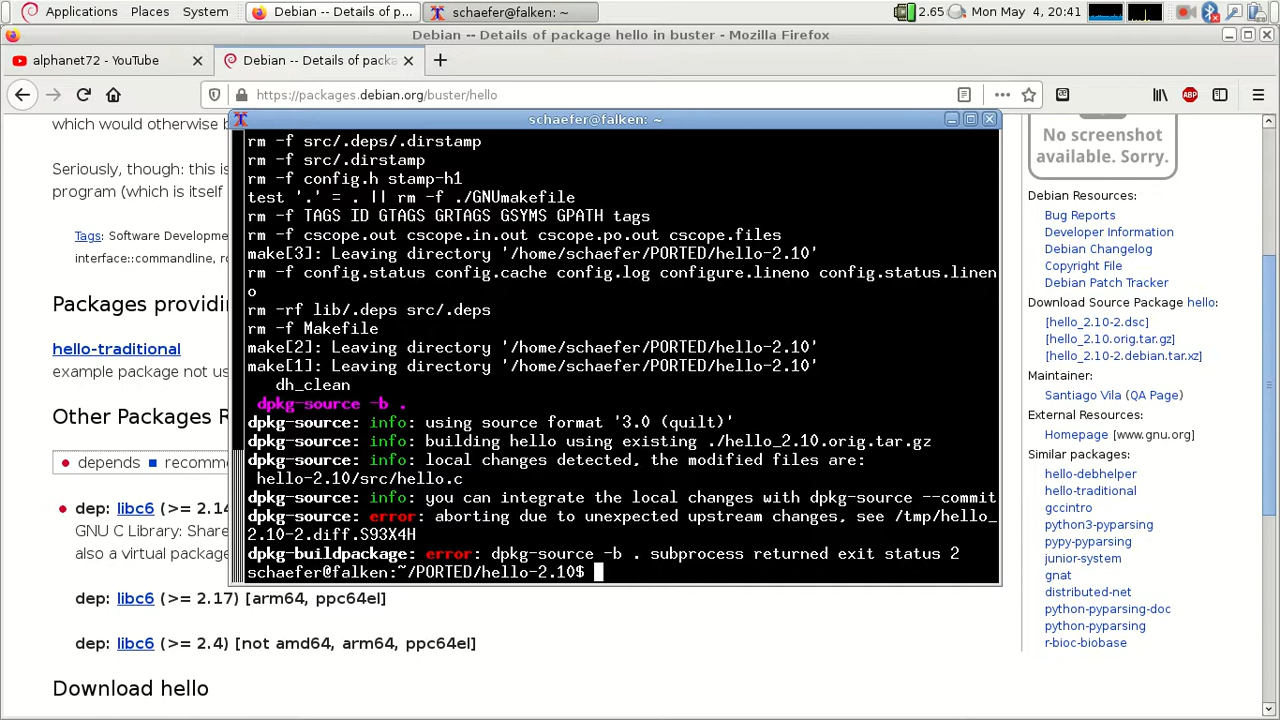 Applications Places System Debian -- Details of p... schaefer@falken: ~ 2.65 Mon May 4, 20:41
Debian -- Details of package hello in buster - Mozilla Firefox
alphanet72 - YouTube Debian -- Details of packa
https://packages.debian.org/buster/hello ABP
which would otherwise b
Seriously, though: this is
program (which is itself
Tags: Software Developm
interface::commandline, ro
Packages providin
hello-traditional
example package not us
Other Packages R
depends recomm
dep: libc6 (>= 2.14
GNU C Library: Share
also a virtual package
dep: libc6 (>= 2.17) [arm64, ppc64el]
dep: libc6 (>= 2.4) [not amd64, arm64, ppc64el]
Download hello
schaefer@falken: ~
rm -f src/.deps/.dirstamp
rm -f src/.dirstamp
rm -f config.h stamp-h1
test '.' = . || rm -f ./GNUmakefile
rm -f TAGS ID GTAGS GRTAGS GSYMS GPATH tags
rm -f cscope.out cscope.in.out cscope.po.out cscope.files
make[3]: Leaving directory '/home/schaefer/PORTED/hello-2.10'
rm -f config.status config.cache config.log configure.lineno config.status.linen
o
rm -rf lib/.deps src/.deps
rm -f Makefile
make[2]: Leaving directory '/home/schaefer/PORTED/hello-2.10'
make[1]: Leaving directory '/home/schaefer/PORTED/hello-2.10'
dh_clean
dpkg-source -b .
dpkg-source: info: using source format '3.0 (quilt)'
dpkg-source: info: building hello using existing ./hello_2.10.orig.tar.gz
dpkg-source: info: local changes detected, the modified files are:
hello-2.10/src/hello.c
dpkg-source: info: you can integrate the local changes with dpkg-source --commit
dpkg-source: error: aborting due to unexpected upstream changes, see /tmp/hello_
2.10-2.diff.S93X4H
dpkg-buildpackage: error: dpkg-source -b . subprocess returned exit status 2
schaefer@falken:~/PORTED/hello-2.10$
No screenshot
available. Sorry.
Debian Resources:
Bug Reports
Developer Information
Debian Changelog
Copyright File
Debian Patch Tracker
Download Source Package hello:
[hello_2.10-2.dsc]
[hello_2.10.orig.tar.gz]
[hello_2.10-2.debian.tar.xz]
Maintainer:
Santiago Vila (QA Page)
External Resources:
Homepage [www.gnu.org]
Similar packages:
hello-debhelper
hello-traditional
gccintro
python3-pyparsing
pypy-pyparsing
junior-system
gnat
distributed-net
python-pyparsing-doc
python-pyparsing
r-bioc-biobase